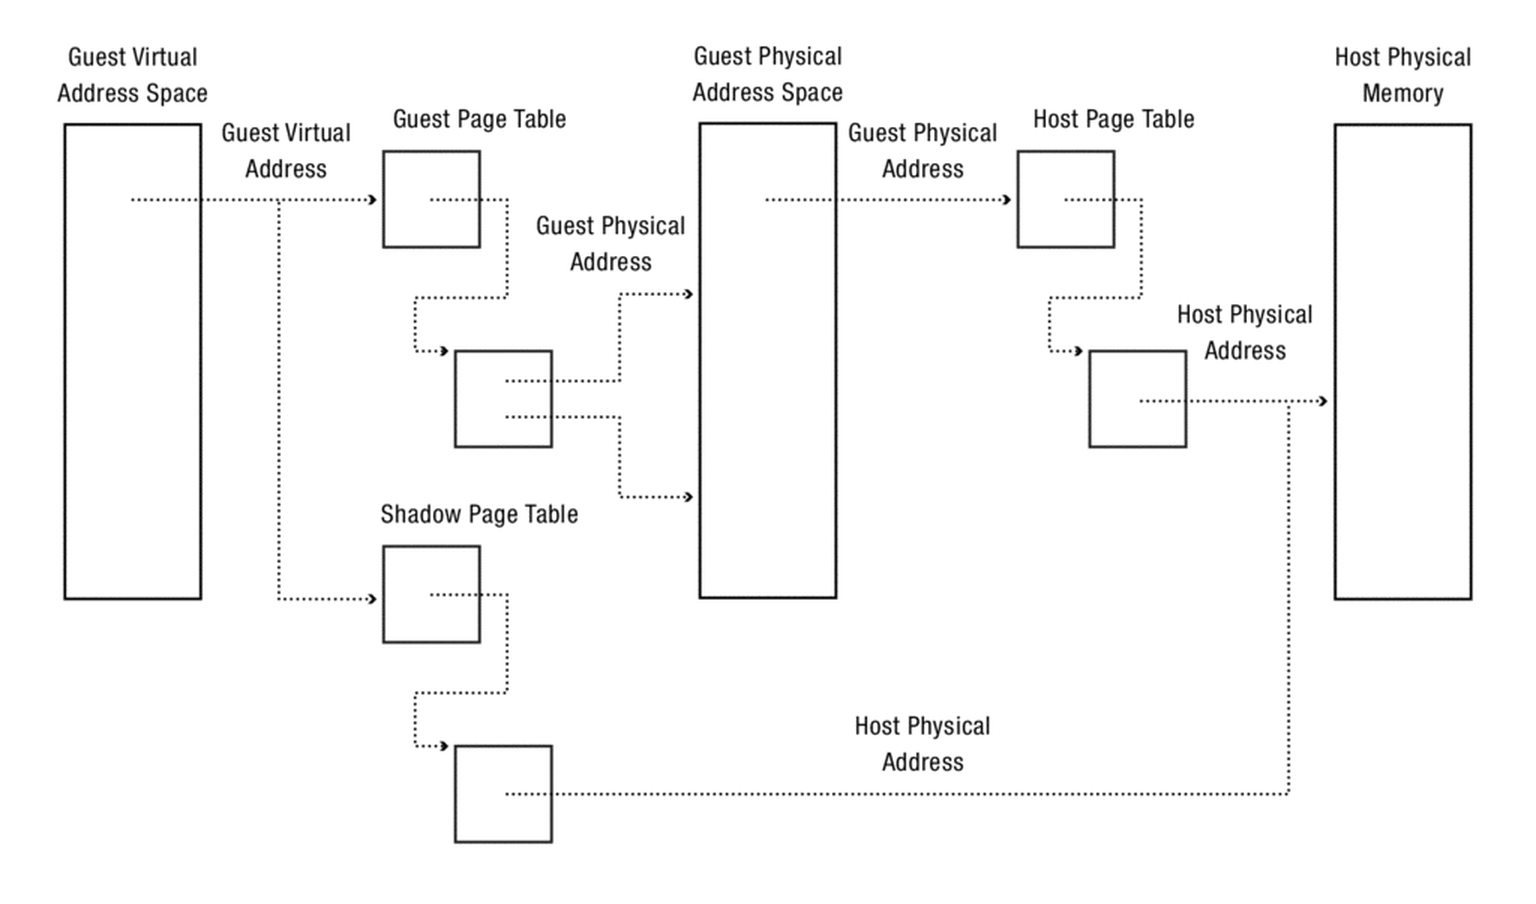 Guest Virtual
Address Space
Guest Virtual
Address
Guest Page Table
Guest Physical
Address
Guest Physical
Address Space
Guest Physical
Address
Host Page Table
Host Physical
Address
Host Physical
Memory
Shadow Page Table
Host Physical
Address